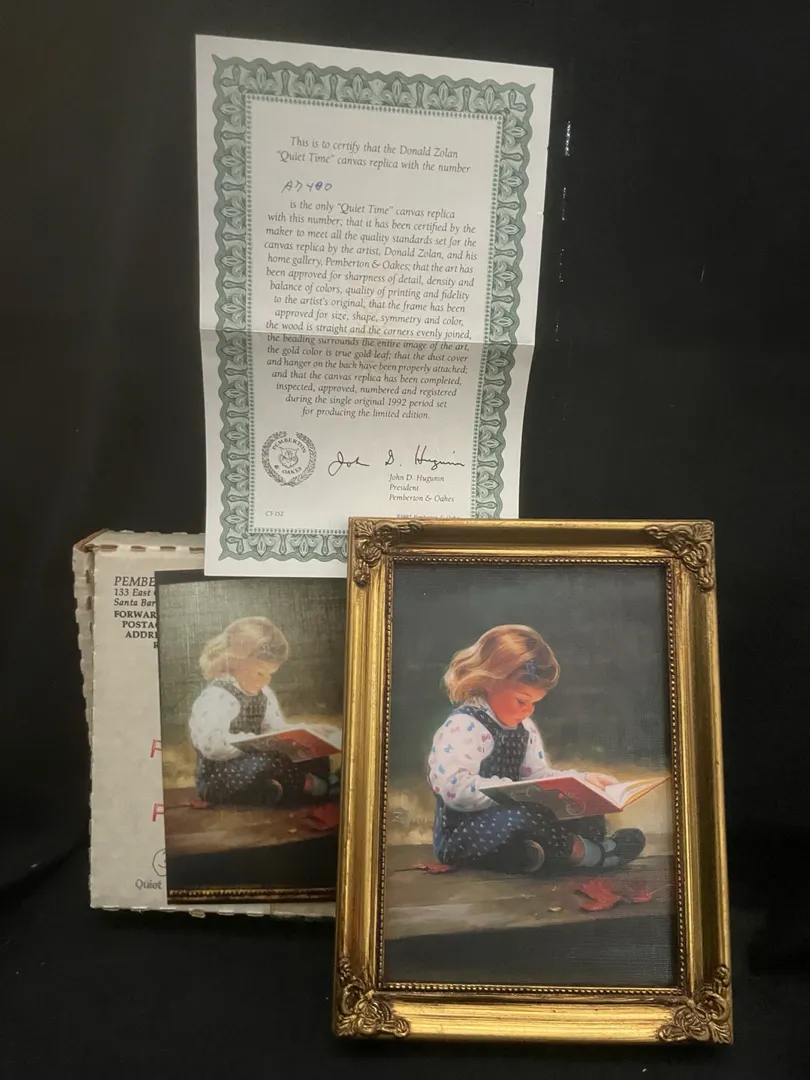 This is to certify that the Donald Zolan
"Quiet Time" canvas replica with the number
A7480
is the only "Quiet Time" canvas replica
with this number; that it has been certified by the
maker to meet all the quality standards set for the
canvas replica by the artist, Donald Zolan, and his
home gallery, Pemberton & Oakes; that the art has
been approved for sharpness of detail, density and
balance of colors, quality of printing and fidelity
to the artist's original; that the frame has been
approved for size, shape, symmetry and color,
the wood is straight and the corners evenly joined,
the beading surrounds the entire image of the art,
the gold color is true gold leaf; that the dust cover
and hanger on the back have been properly attached;
and that the canvas replica has been completed,
inspected, approved, numbered and registered
during the single original 1992 period set
for producing the limited edition.
PEMBERTON
& OAKES
John D. Hugunin
John D. Hugunin
President
Pemberton & Oakes
PEMBE
133 East
Santa Bar
FORWAR
POSTA
ADDR
Quiet